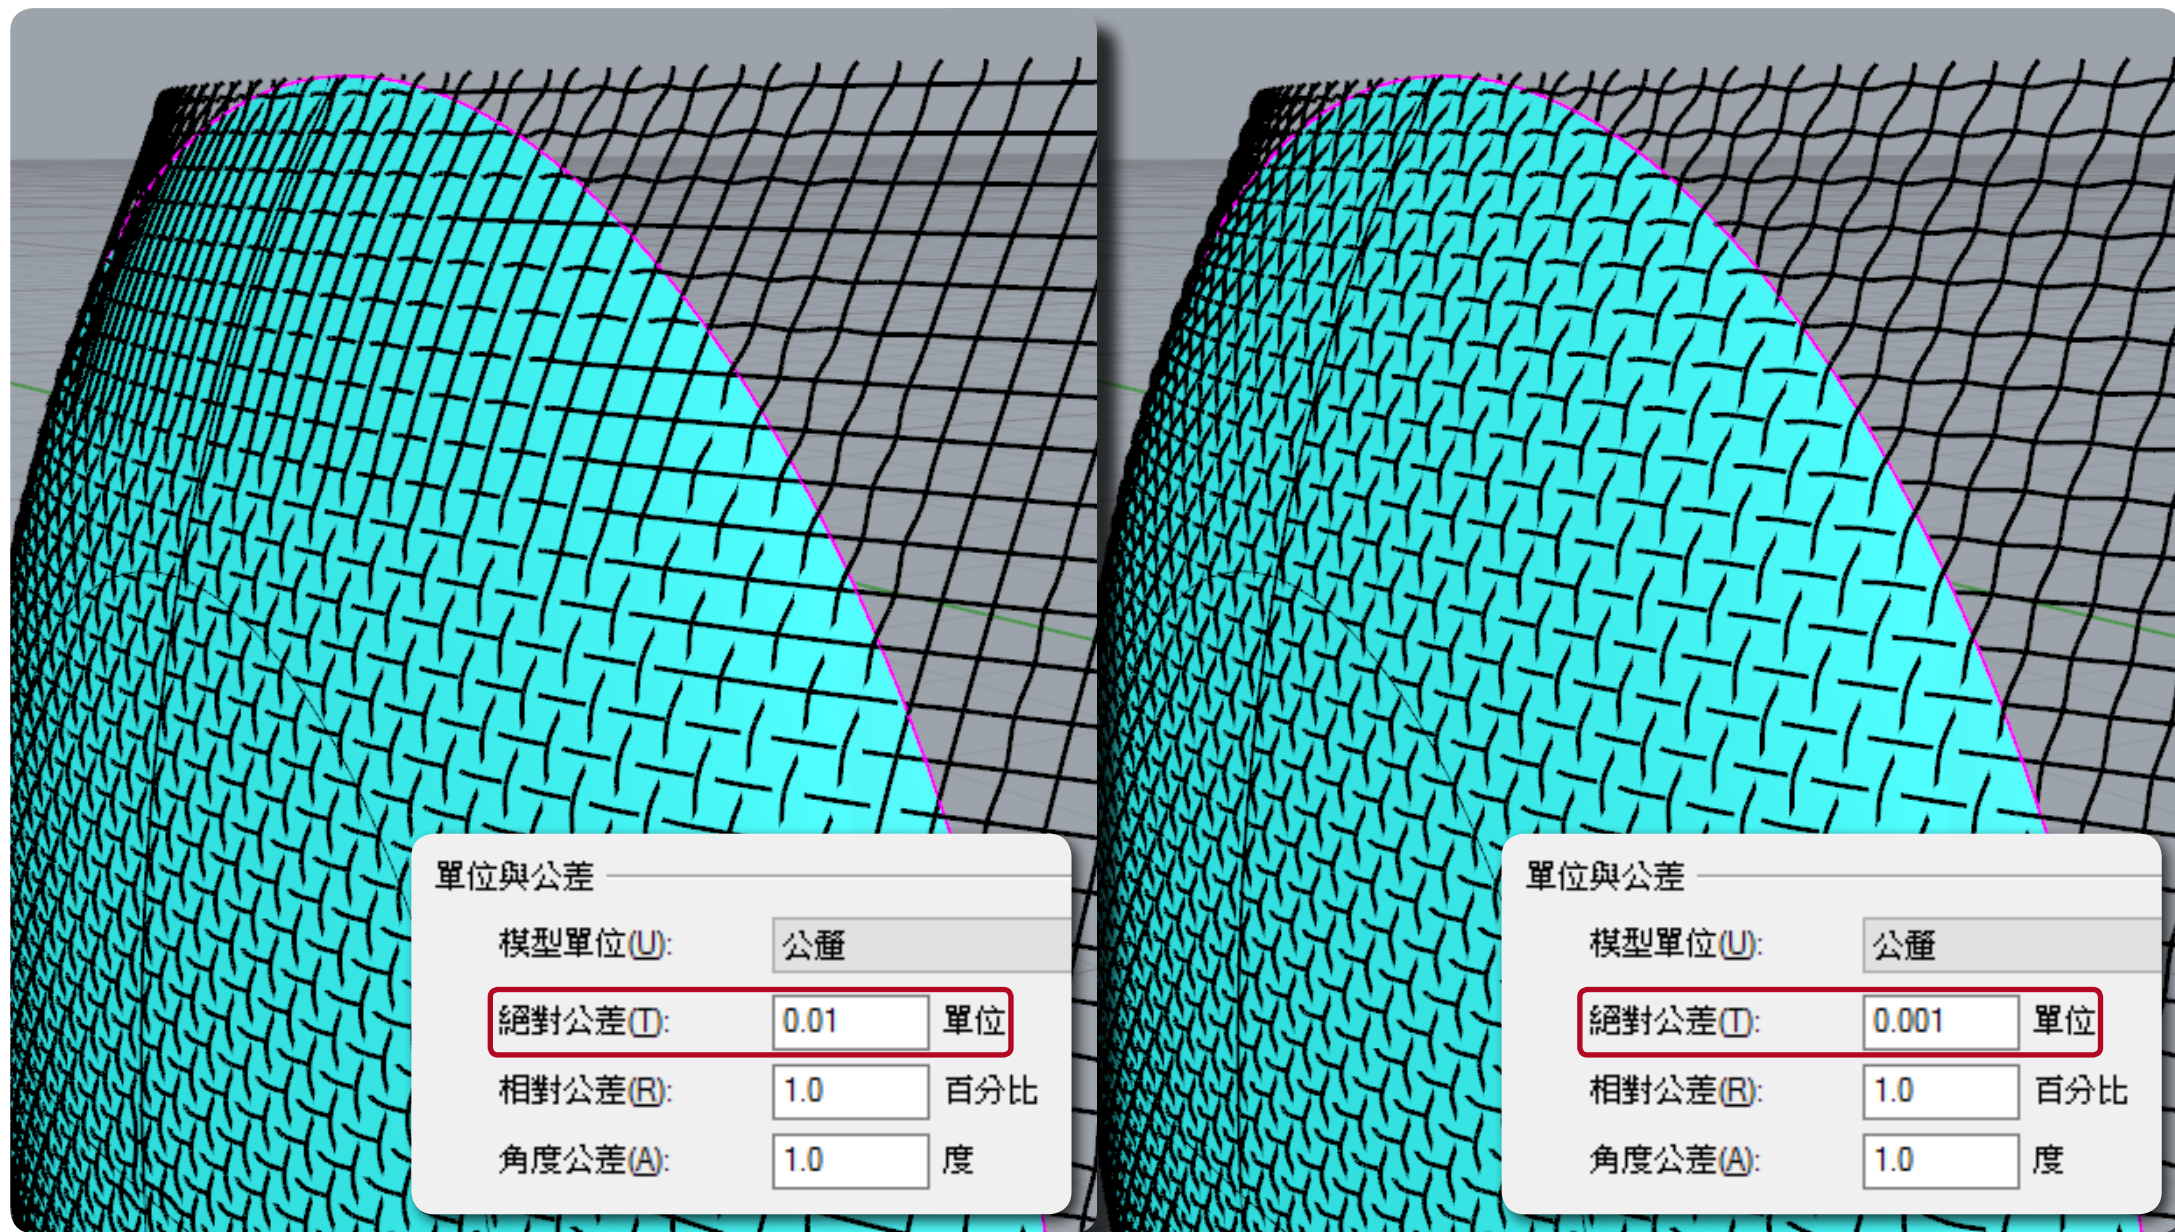 單位與公差
模型單位(U): 公釐
絕對公差(T): 0.01 單位
相對公差(R): 1.0 百分比
角度公差(A): 1.0 度
單位與公差
模型單位(U): 公釐
絕對公差(T): 0.001 單位
相對公差(R): 1.0 百分比
角度公差(A): 1.0 度